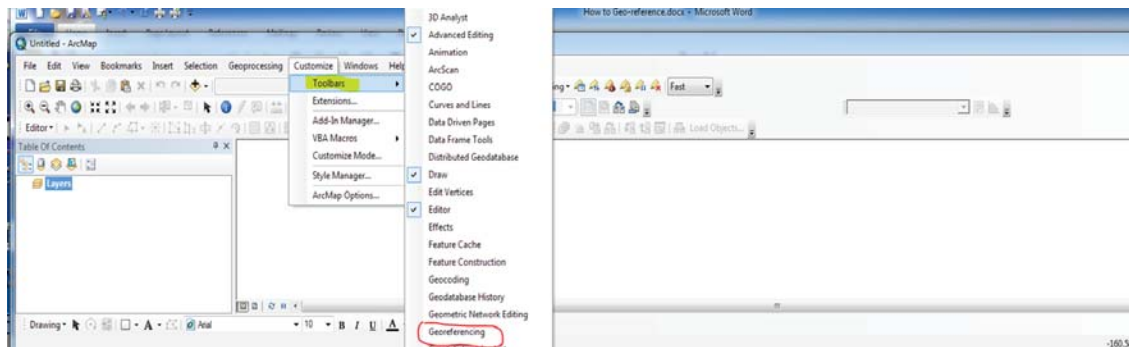 How to Geo-reference.docx - Microsoft Word
Untitled - ArcMap
File Edit View Bookmarks Insert Selection Geoprocessing Customize Windows Help
Toolbars
Extensions...
Add-In Manager...
VBA Macros
Customize Mode...
Style Manager...
ArcMap Options...
3D Analyst
Advanced Editing
Animation
ArcScan
COGO
Curves and Lines
Data Driven Pages
Data Frame Tools
Distributed Geodatabase
Draw
Edit Vertices
Editor
Effects
Feature Cache
Feature Construction
Geocoding
Geodatabase History
Geometric Network Editing
Georeferencing
Fast
Load Objects...
Editor
Table Of Contents
Layers
Drawing A Arial 10 B I U A